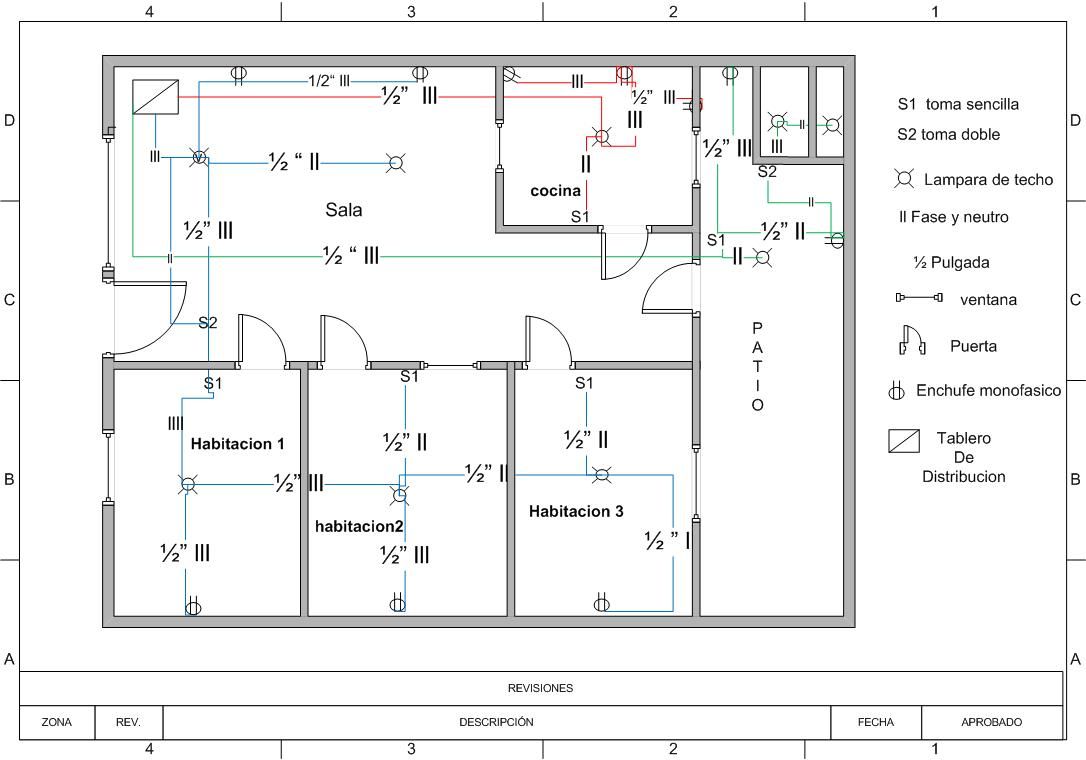 4 3 2 1
D
C
B
A
D
C
B
A
1/2“ III
½” III
III
½” III
III
½ “ II
II
½” III
II
III
cocina
S1
S2
II
Sala
½” III
II
½ “ III
S1
½” II
II
S2
S1
IIII
Habitacion 1
½” III
½” III
S1
½” II
½” II
habitacion2
½” III
S1
½” II
Habitacion 3
½ ” I
P
A
T
I
O
S1 toma sencilla
S2 toma doble
Lampara de techo
II Fase y neutro
½ Pulgada
ventana
Puerta
Enchufe monofasico
Tablero
De
Distribucion
REVISIONES
ZONA REV. DESCRIPCIÓN FECHA APROBADO
4 3 2 1